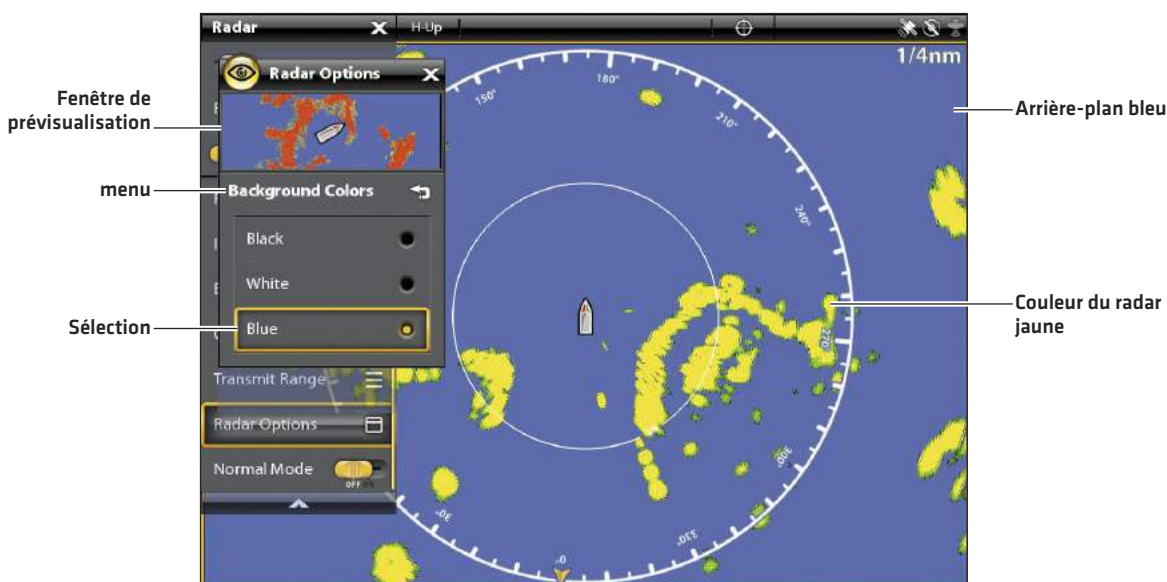 Radar
H-Up
1/4nm
Radar Options
Fenêtre de
prévisualisation
Arrière-plan bleu
menu
Background Colors
Black
White
Sélection
Blue
Couleur du radar
jaune
Transmit Range
Radar Options
Normal Mode
OFF
150°
180°
210°
240°
270°
300°
330°
0°
30°